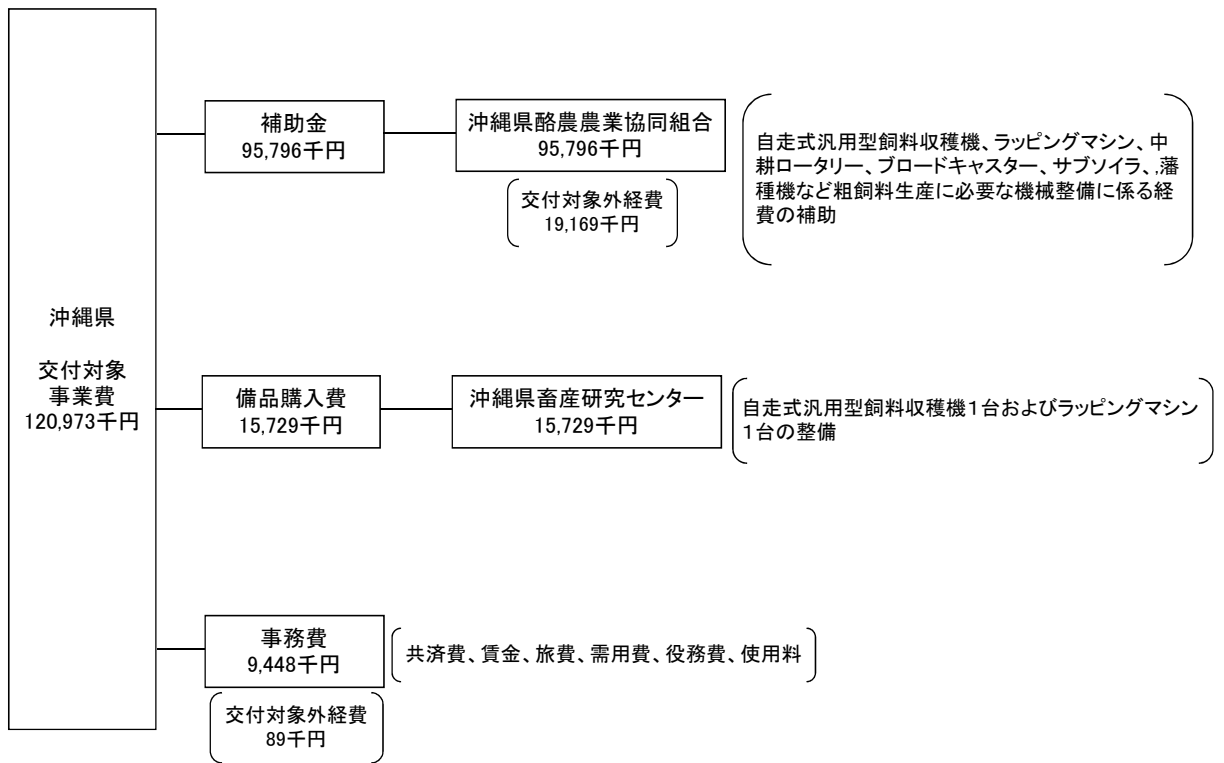 沖縄県
交付対象
事業費
120,973千円
補助金
95,796千円
沖縄県酪農農業協同組合
95,796千円
交付対象外経費
19,169千円
自走式汎用型飼料収穫機、ラッピングマシン、中
耕ロータリー、ブロードキャスター、サブソイラ、,藩
種機など粗飼料生産に必要な機械整備に係る経
費の補助
備品購入費
15,729千円
沖縄県畜産研究センター
15,729千円
自走式汎用型飼料収穫機1台およびラッピングマシン
1台の整備
事務費
9,448千円
共済費、賃金、旅費、需用費、役務費、使用料
交付対象外経費
89千円